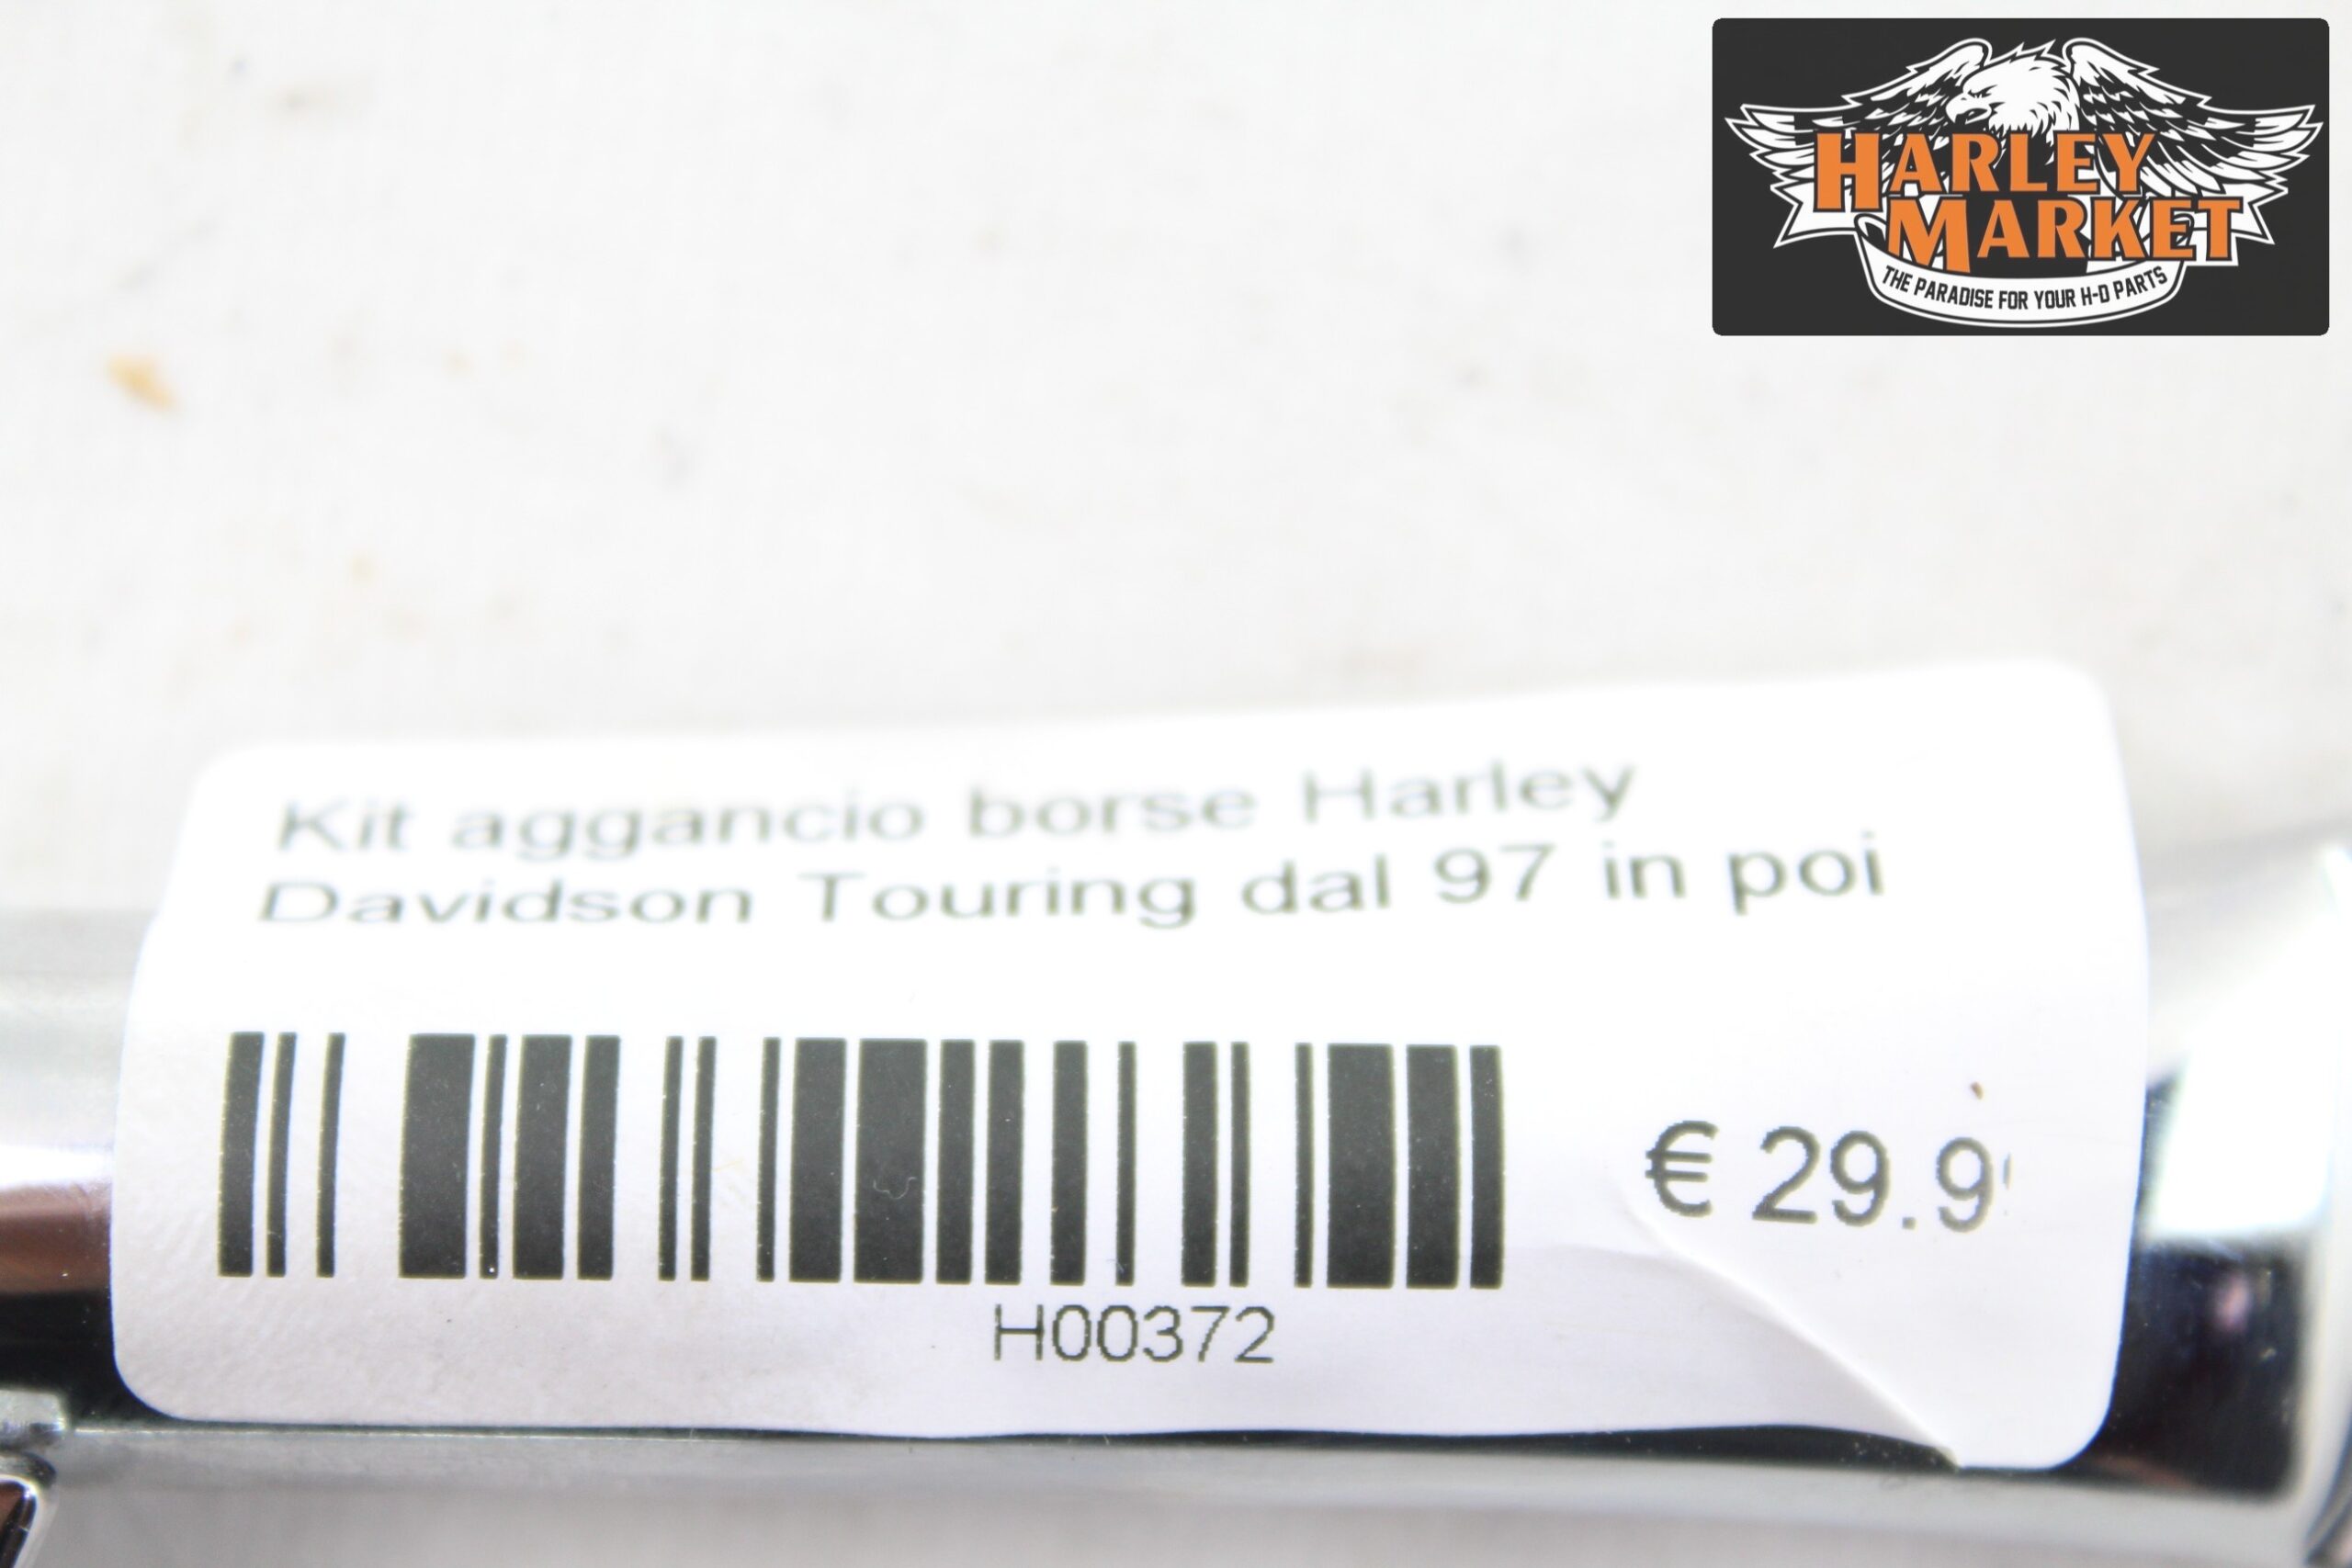 HARLEY
MARKET
THE PARADISE FOR YOUR H-D PARTS
Kit aggancio borse Harley
Davidson Touring dal 97 in poi
€ 29.9
H00372